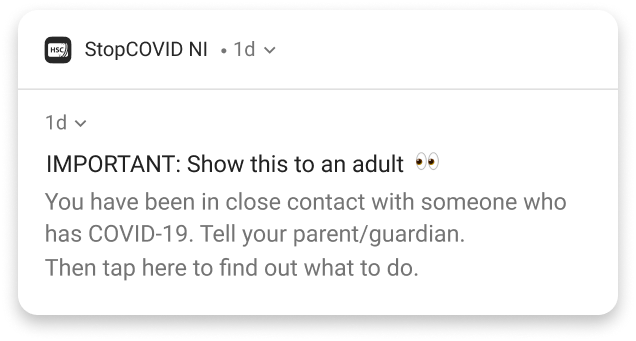 HSC
StopCOVID NI • 1d
1d
IMPORTANT: Show this to an adult 👀
You have been in close contact with someone who
has COVID-19. Tell your parent/guardian.
Then tap here to find out what to do.